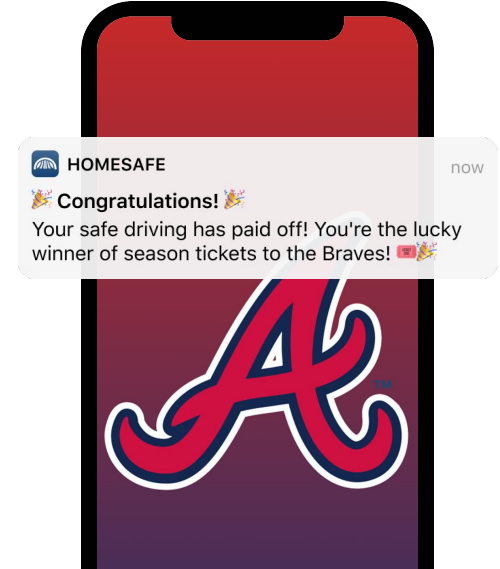 HOMESAFE
now
🎉 Congratulations! 🎉
Your safe driving has paid off! You're the lucky
winner of season tickets to the Braves! 🎟️🎉
A
TM